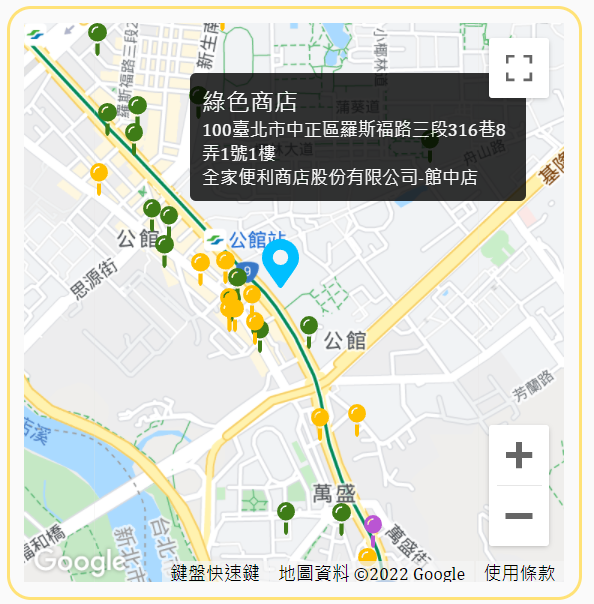 羅斯福路三段
新生南
小椰林道
蒲葵道
綠色商店
100臺北市中正區羅斯福路三段316巷8
弄1號1樓
全家便利商店股份有限公司-館中店
林大道
舟山路
基隆
公館
公館站
9
思源街
公館
芳蘭路
店溪
萬盛
萬盛街
福和橋
台北
新北市
Google
鍵盤快速鍵
地圖資料 ©2022 Google
使用條款